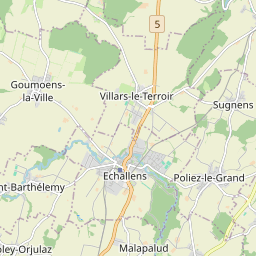 5
Goumoens-
la-Ville
Villars-le-Terroir
Sugnens
nt-Barthélemy
Echallens
Poliez-le-Grand
ley-Orjulaz
Malapalud